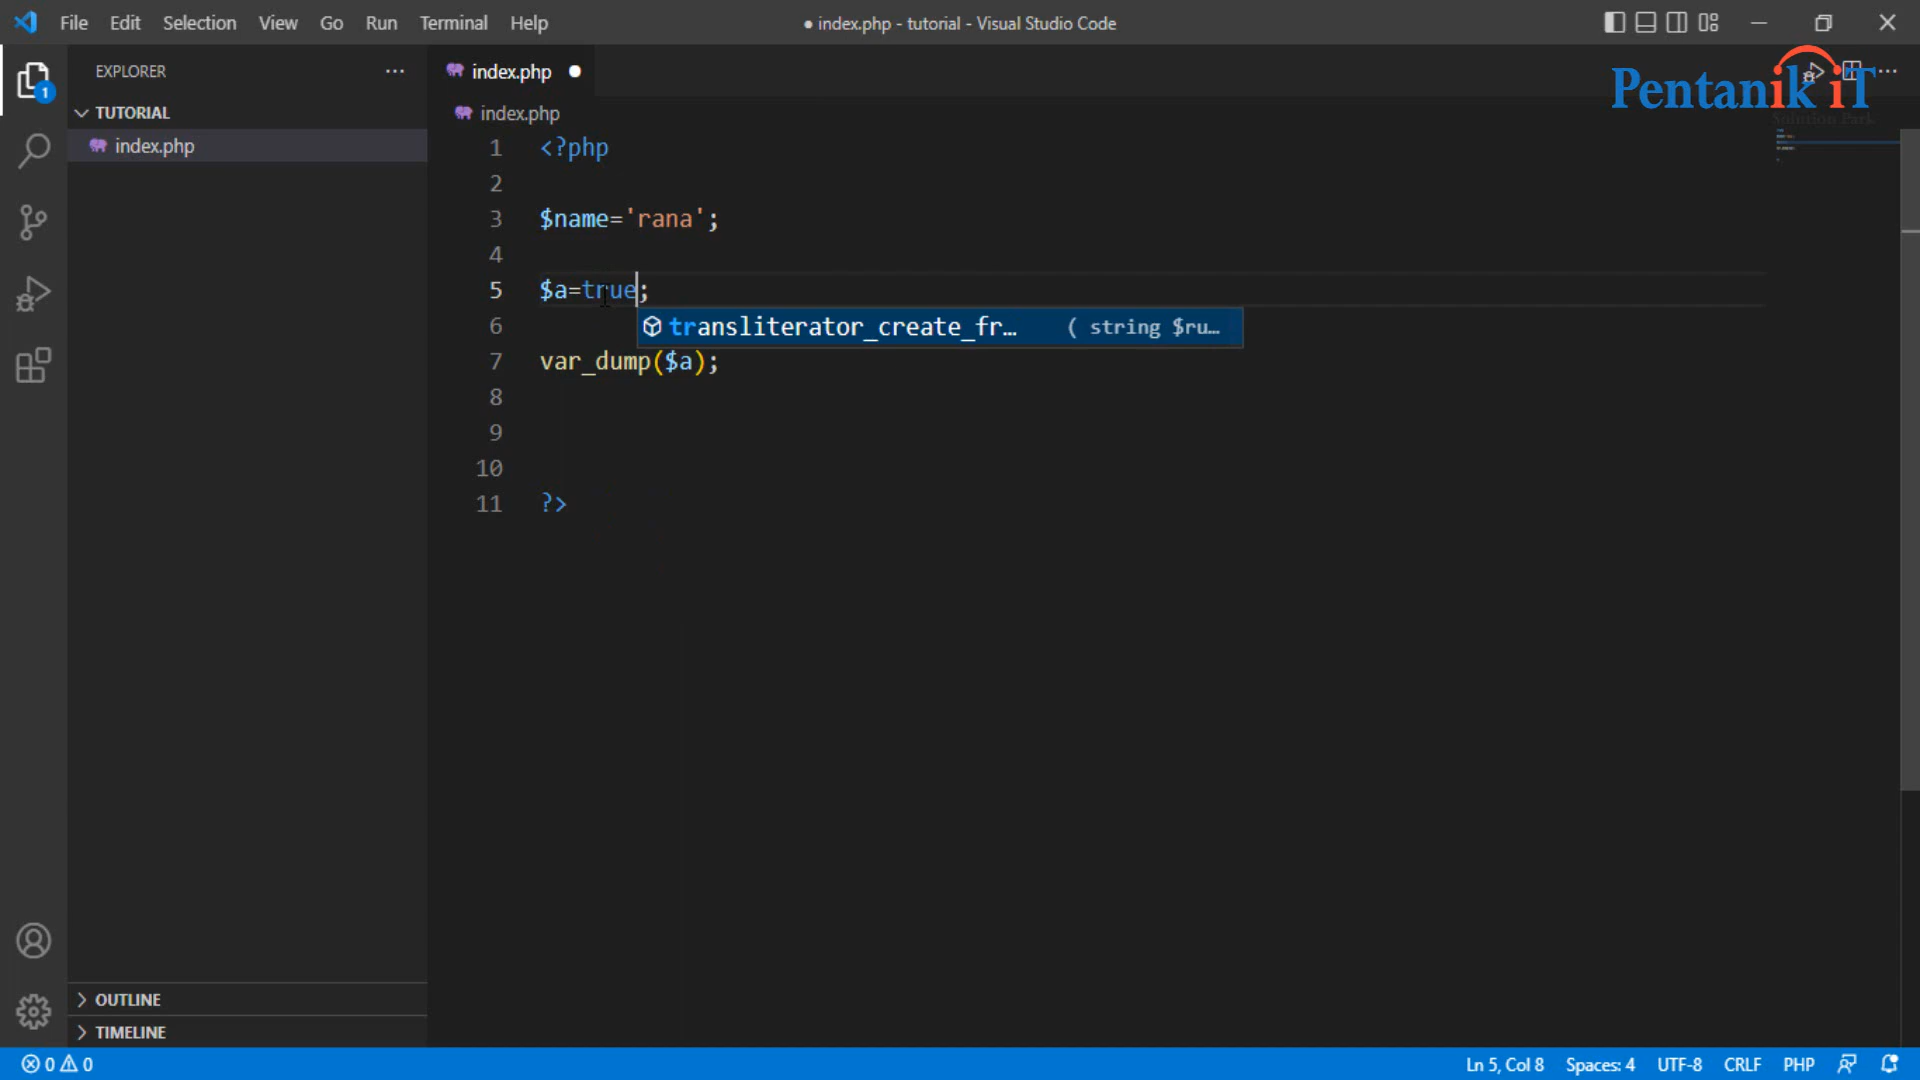 File Edit Selection View Go Run Terminal Help
● index.php - tutorial - Visual Studio Code
EXPLORER
index.php
Pentanik iT
Solution Park
1
TUTORIAL
index.php
index.php
1 <?php
2
3 $name='rana';
4
5 $a=true;
6
transliterator_create_fr… ( string $ru…
7 var_dump($a);
8
9
10
11 ?>
OUTLINE
TIMELINE
0 0
Ln 5, Col 8 Spaces: 4 UTF-8 CRLF PHP